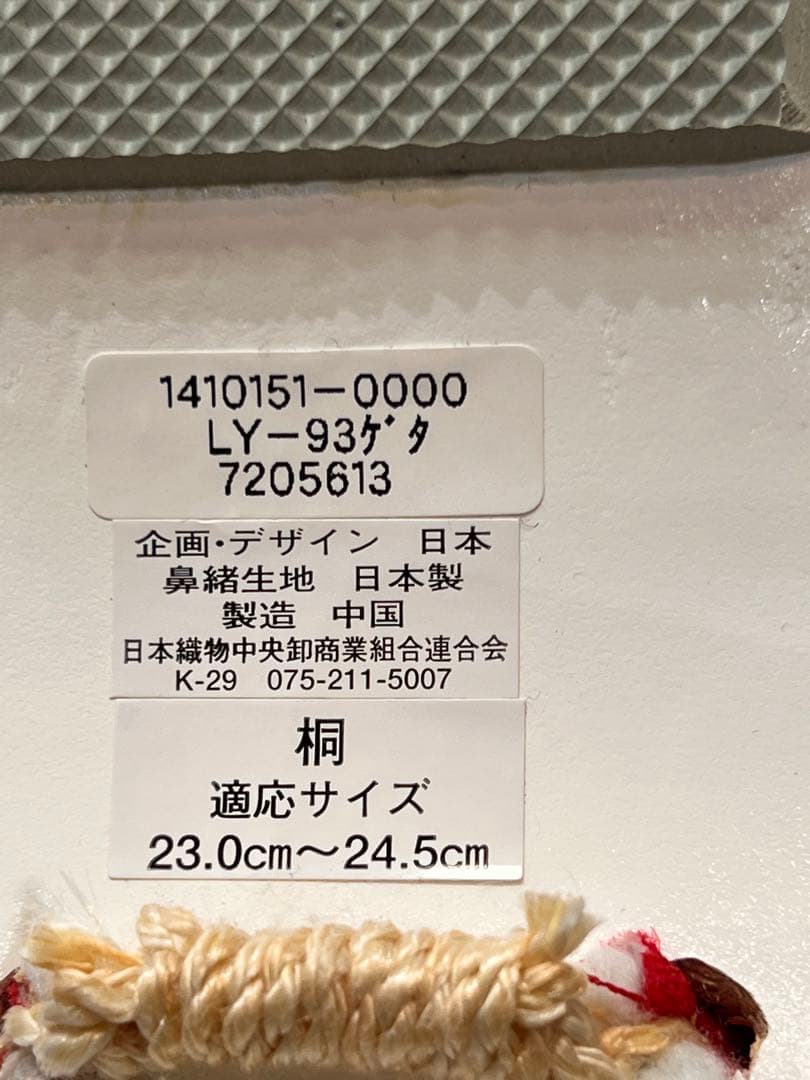 1410151-0000
LY-93ｹﾞﾀ
7205613
企画・デザイン　日本
鼻緒生地　日本製
製造　中国
日本織物中央卸商業組合連合会
K-29　075-211-5007
桐
適応サイズ
23.0cm～24.5cm